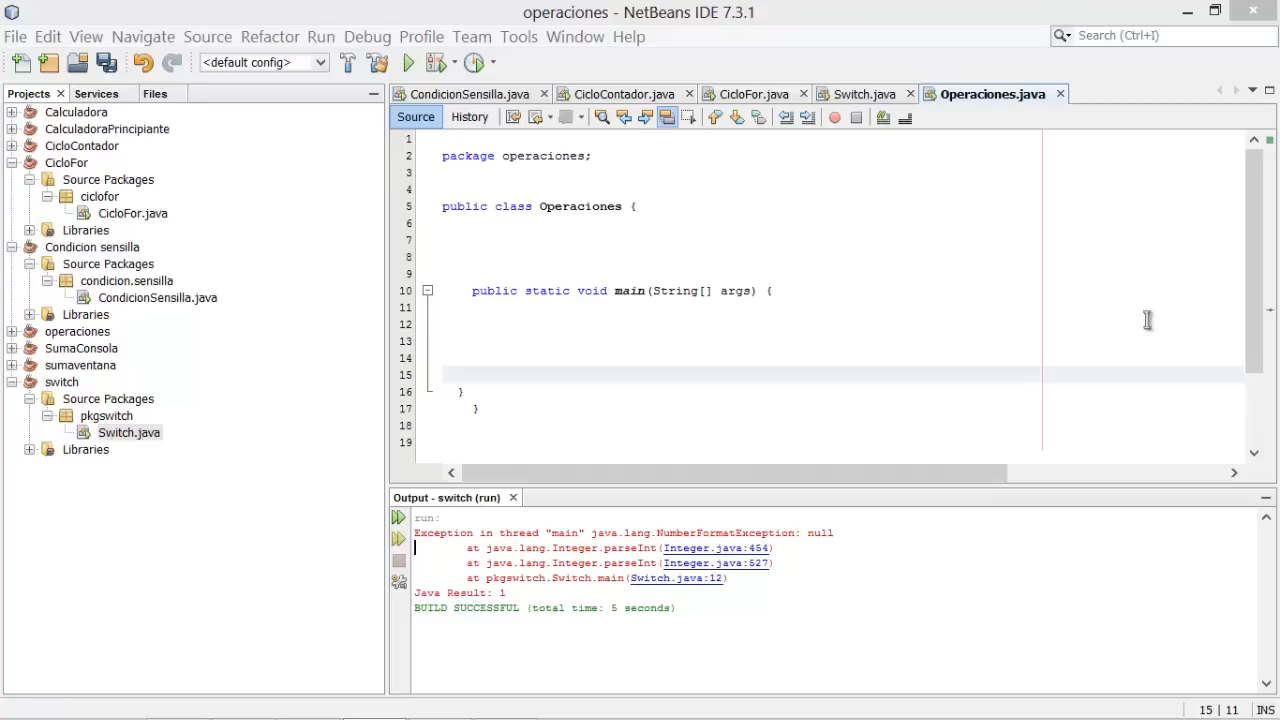 operaciones - NetBeans IDE 7.3.1
File Edit View Navigate Source Refactor Run Debug Profile Team Tools Window Help
Search (Ctrl+I)
<default config>
Projects Services Files
Calculadora
CalculadoraPrincipiante
CicloContador
CicloFor
Source Packages
ciclofor
CicloFor.java
Libraries
Condicion sensilla
Source Packages
condicion.sensilla
CondicionSensilla.java
Libraries
operaciones
SumaConsola
sumaventana
switch
Source Packages
pkgswitch
Switch.java
Libraries
CondicionSensilla.java CicloContador.java CicloFor.java Switch.java Operaciones.java
Source History
1
2 package operaciones;
3
4
5 public class Operaciones {
6
7
8
9
10 public static void main(String[] args) {
11
12
13
14
15
16 }
17 }
18
19
Output - switch (run)
run:
Exception in thread "main" java.lang.NumberFormatException: null
at java.lang.Integer.parseInt(Integer.java:454)
at java.lang.Integer.parseInt(Integer.java:527)
at pkgswitch.Switch.main(Switch.java:12)
Java Result: 1
BUILD SUCCESSFUL (total time: 5 seconds)
15 | 11 INS